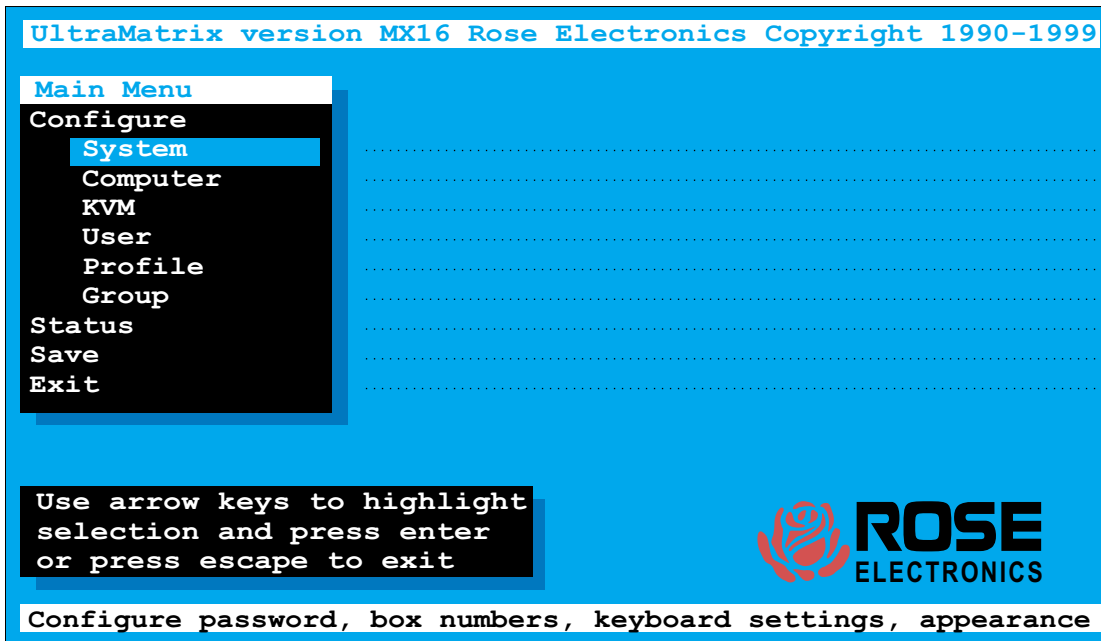 UltraMatrix version MX16 Rose Electronics Copyright 1990-1999
Main Menu
Configure
System
Computer
KVM
User
Profile
Group
Status
Save
Exit
Use arrow keys to highlight
selection and press enter
or press escape to exit
ROSE
ELECTRONICS
Configure password, box numbers, keyboard settings, appearance